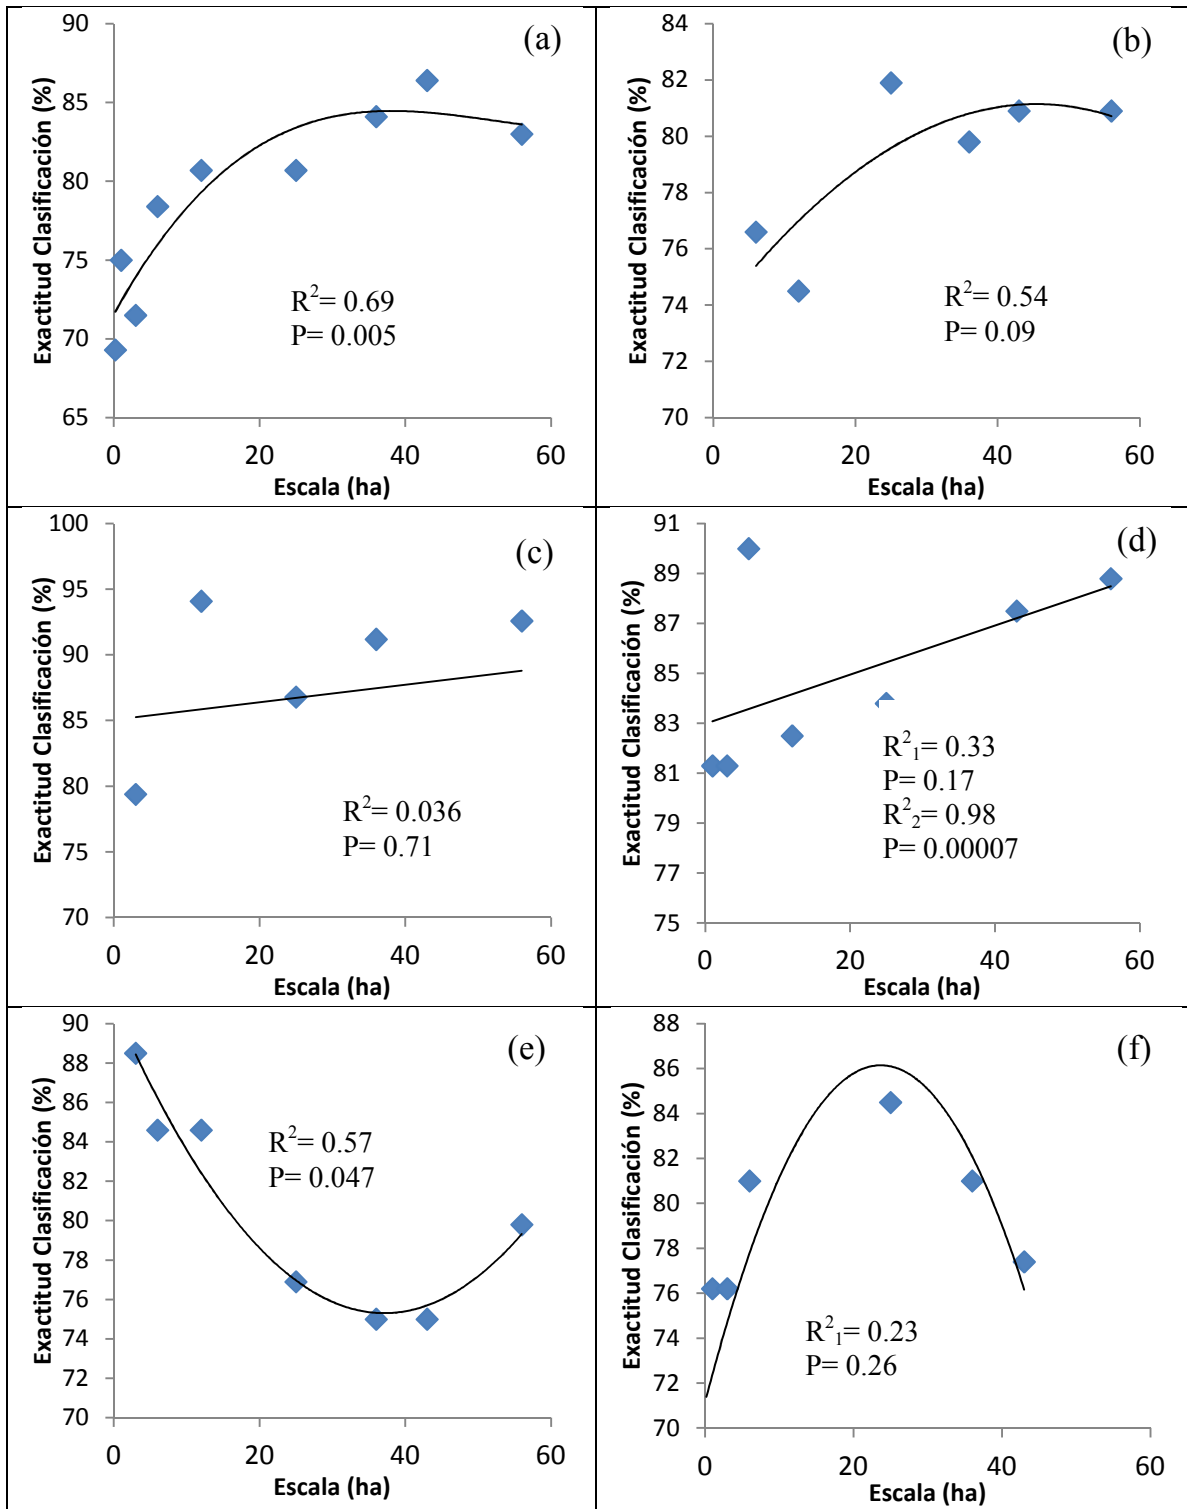 (a)
Exactitud Clasificación (%)
90
85
80
75
70
65
R²= 0.69
P= 0.005
0 20 40 60
Escala (ha)
(b)
Exactitud Clasificación (%)
84
82
80
78
76
74
72
70
R²= 0.54
P= 0.09
0 20 40 60
Escala (ha)
(c)
Exactitud Clasificación (%)
100
95
90
85
80
75
70
R²= 0.036
P= 0.71
0 20 40 60
Escala (ha)
(d)
Exactitud Clasificación (%)
91
89
87
85
83
81
79
77
75
R²₁= 0.33
P= 0.17
R²₂= 0.98
P= 0.00007
0 20 40 60
Escala (ha)
(e)
Exactitud Clasificación (%)
90
88
86
84
82
80
78
76
74
72
70
R²= 0.57
P= 0.047
0 20 40 60
Escala (ha)
(f)
Exactitud Clasificación (%)
88
86
84
82
80
78
76
74
72
70
R²₁= 0.23
P= 0.26
0 20 40 60
Escala (ha)